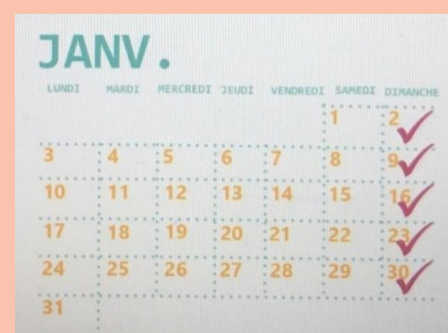 JANV.
LUNDI MARDI MERCREDI JEUDI VENDREDI SAMEDI DIMANCHE
1 2
3 4 5 6 7 8 9
10 11 12 13 14 15 16
17 18 19 20 21 22 23
24 25 26 27 28 29 30
31